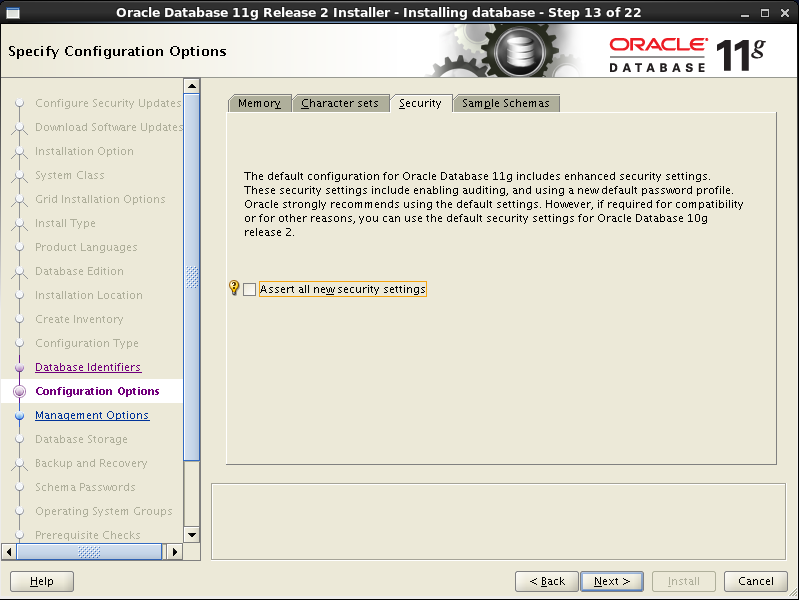 Oracle Database 11g Release 2 Installer - Installing database - Step 13 of 22
Specify Configuration Options
ORACLE
DATABASE
11g
Configure Security Updates
Download Software Updates
Installation Option
System Class
Grid Installation Options
Install Type
Product Languages
Database Edition
Installation Location
Create Inventory
Configuration Type
Database Identifiers
Configuration Options
Management Options
Database Storage
Backup and Recovery
Schema Passwords
Operating System Groups
Prerequisite Checks
Memory
Character sets
Security
Sample Schemas
The default configuration for Oracle Database 11g includes enhanced security settings.
These security settings include enabling auditing, and using a new default password profile.
Oracle strongly recommends using the default settings. However, if required for compatibility
or for other reasons, you can use the default security settings for Oracle Database 10g
release 2.
Assert all new security settings
Help
< Back
Next >
Install
Cancel